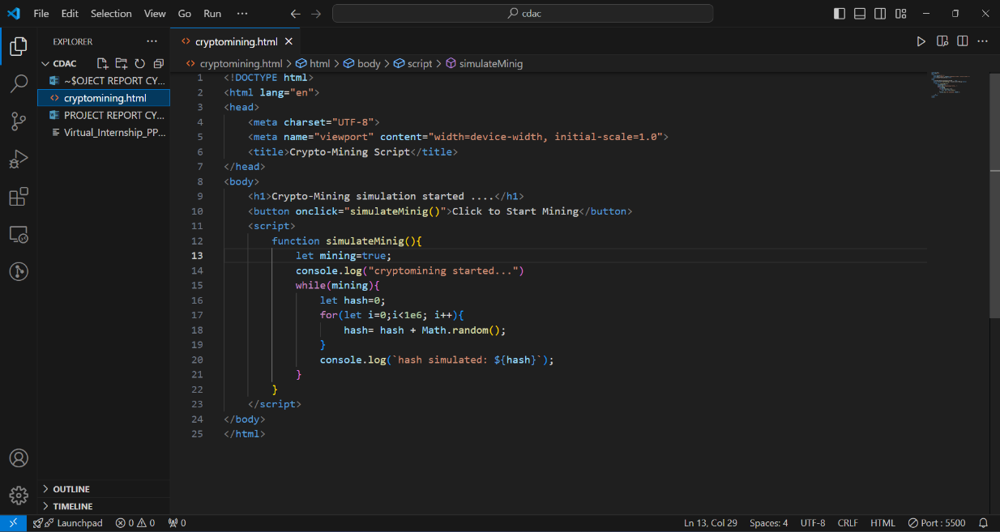 File Edit Selection View Go Run ··· cdac
EXPLORER ···
CDAC
~$OJECT REPORT CY...
cryptomining.html
PROJECT REPORT CY...
Virtual_Internship_PP...
OUTLINE
TIMELINE
<> cryptomining.html ×
<> cryptomining.html > html > body > script > simulateMinig
1 <!DOCTYPE html>
2 <html lang="en">
3 <head>
4 <meta charset="UTF-8">
5 <meta name="viewport" content="width=device-width, initial-scale=1.0">
6 <title>Crypto-Mining Script</title>
7 </head>
8 <body>
9 <h1>Crypto-Mining simulation started ....</h1>
10 <button onclick="simulateMinig()">Click to Start Mining</button>
11 <script>
12 function simulateMinig(){
13 let mining=true;
14 console.log("cryptomining started...")
15 while(mining){
16 let hash=0;
17 for(let i=0;i<1e6; i++){
18 hash= hash + Math.random();
19 }
20 console.log(`hash simulated: ${hash}`);
21 }
22 }
23 </script>
24 </body>
25 </html>
Launchpad 0 0 0 Ln 13, Col 29 Spaces: 4 UTF-8 CRLF HTML Port : 5500